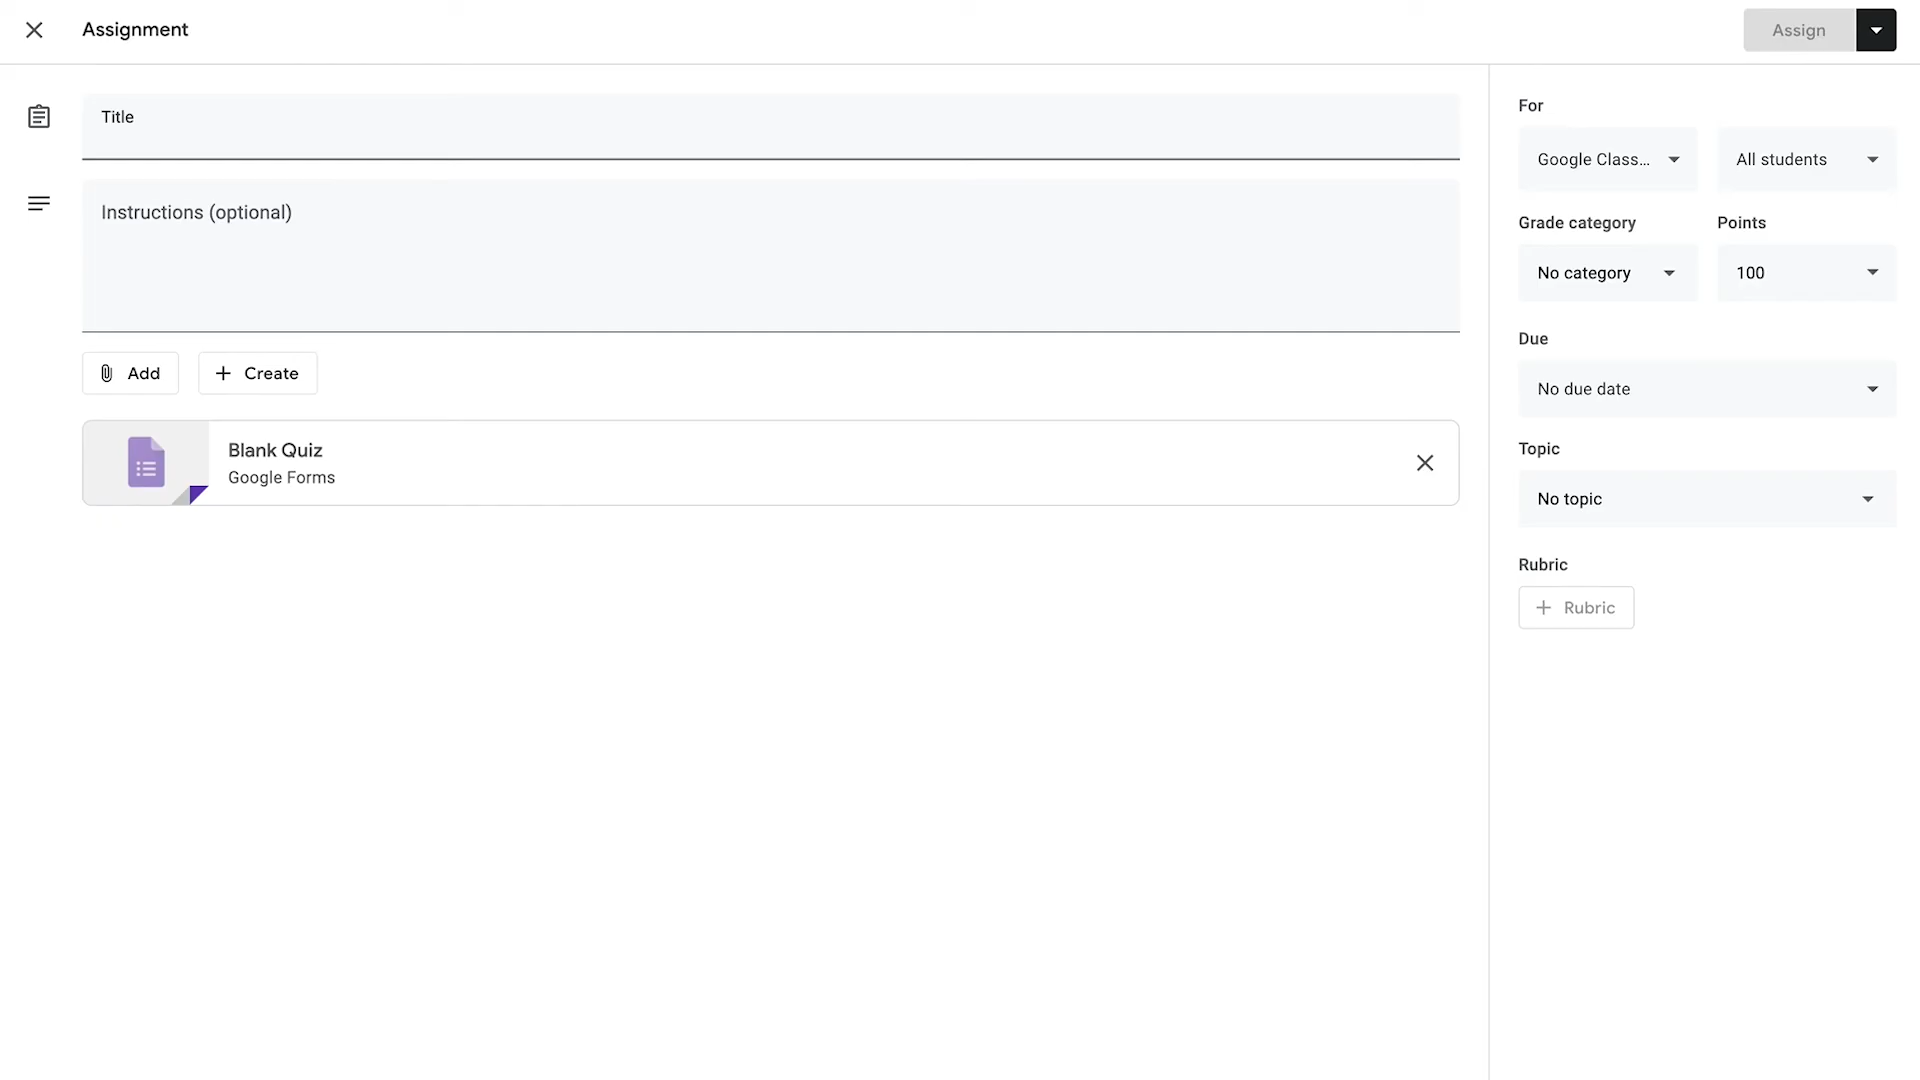 Assignment
Assign
Title
Instructions (optional)
Add
Create
Blank Quiz
Google Forms
For
Google Class...
All students
Grade category
Points
No category
100
Due
No due date
Topic
No topic
Rubric
Rubric